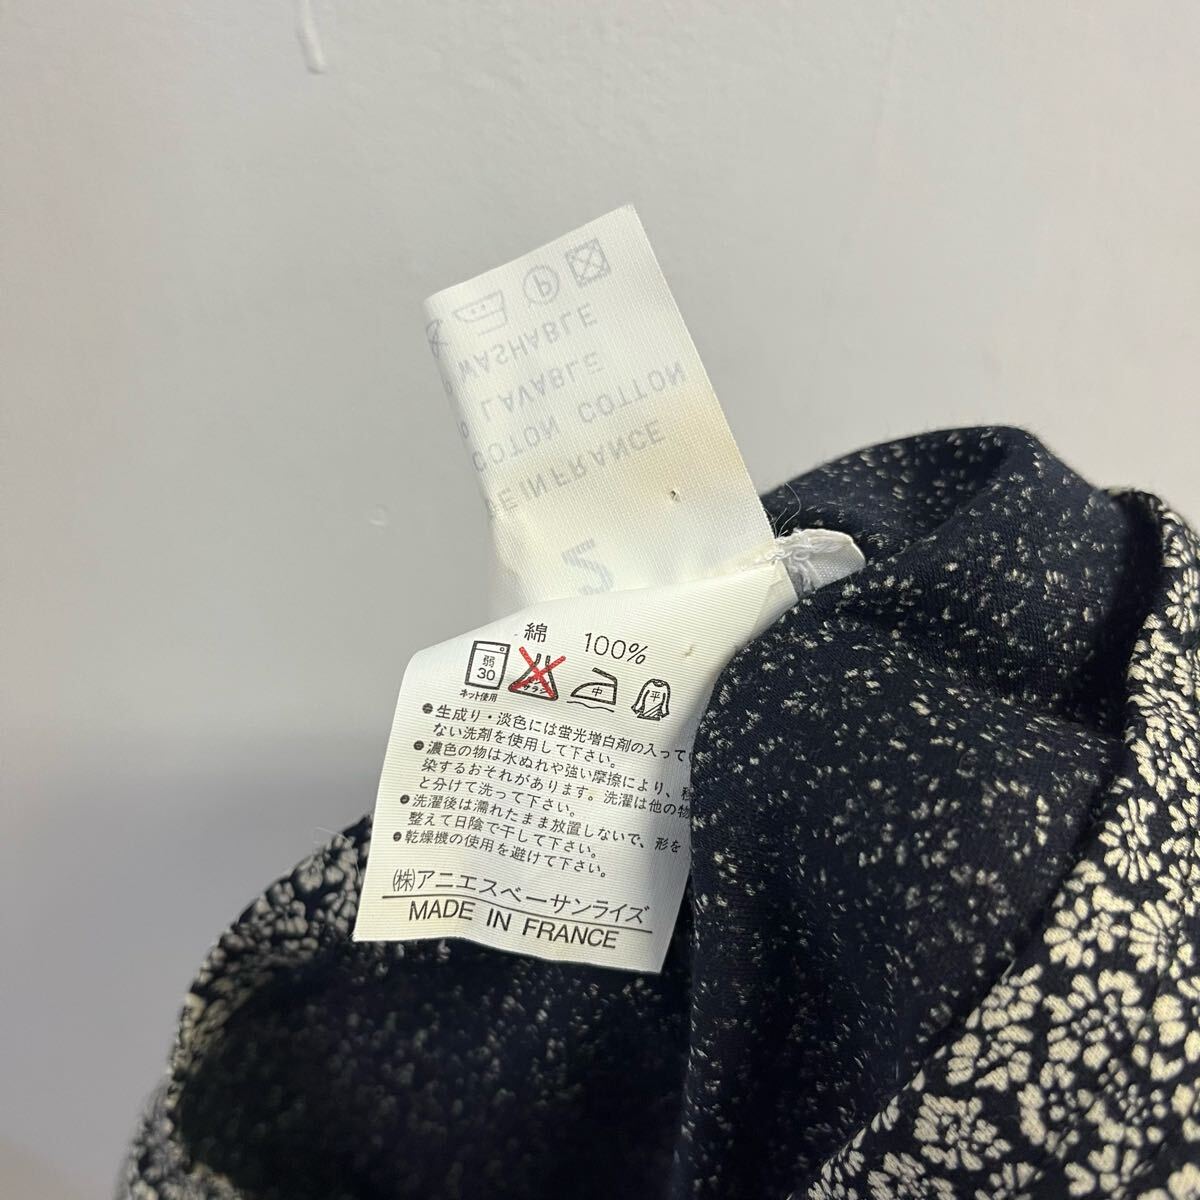 WASHABLE
LAVABLE
COTON COTTON
E IN FRANCE
綿 100%
弱
30
ネット使用
中
平
●生成り・淡色には蛍光増白剤の入ってい
ない洗剤を使用して下さい。
●濃色の物は水ぬれや強い摩擦により、
染するおそれがあります。洗濯は他の物
と分けて洗って下さい。
●洗濯後は濡れたまま放置しないで、形を
整えて日陰で干して下さい。
●乾燥機の使用を避けて下さい。
㈱アニエスベーサンライズ
MADE IN FRANCE